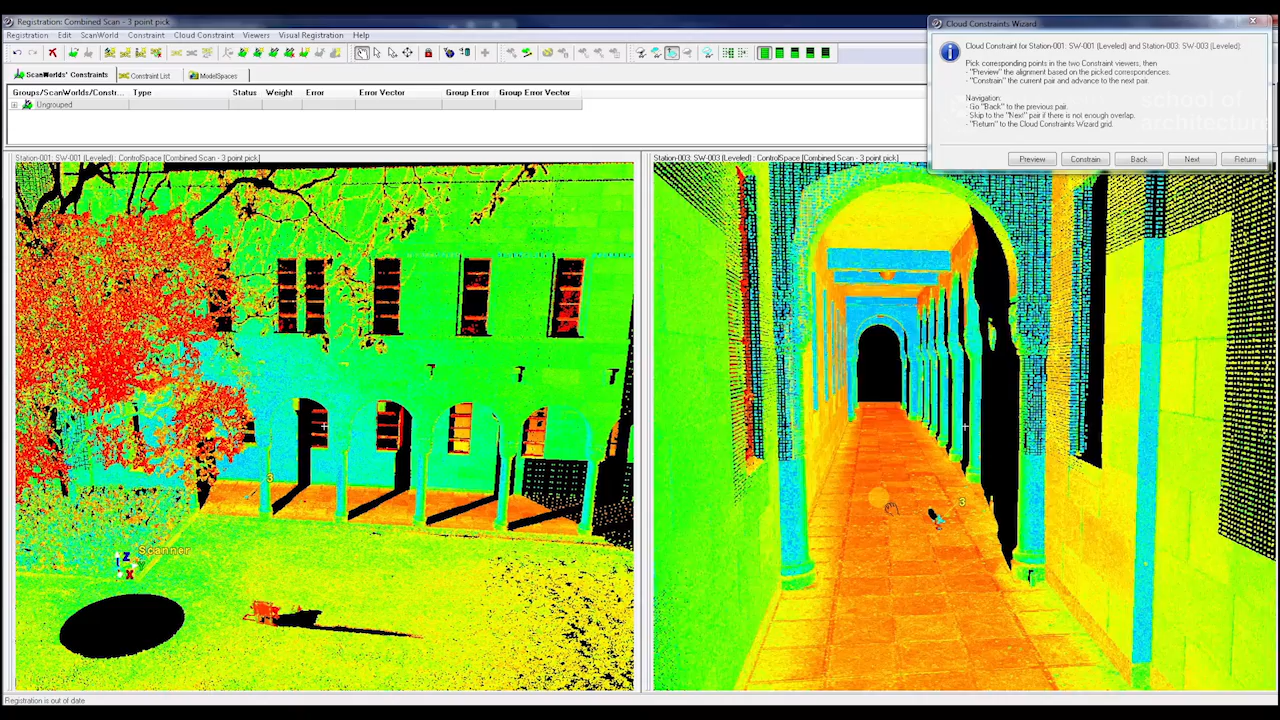 Registration: Combined Scan - 3 point pick
Registration Edit ScanWorld Constraint Cloud Constraint Viewers Visual Registration Help
ScanWorlds' Constraints Constraint List ModelSpaces
Groups/ScanWorlds/Constr... Type Status Weight Error Error Vector Group Error Group Error Vector
Ungrouped
Cloud Constraints Wizard
Cloud Constraint for Station-001: SW-001 (Leveled) and Station-003: SW-003 (Leveled):
Pick corresponding points in the two Constraint viewers, then
- "Preview" the alignment based on the picked correspondences.
- "Constrain" the current pair and advance to the next pair.
Navigation:
- Go "Back" to the previous pair.
- Skip to the "Next" pair if there is not enough overlap.
- "Return" to the Cloud Constraints Wizard grid.
school of
architecture
Preview Constrain Back Next Return
Station-001: SW-001 (Leveled) : ControlSpace [Combined Scan - 3 point pick]
Station-003: SW-003 (Leveled) : ControlSpace [Combined Scan - 3 point pick]
3
3
Scanner
Z
X
Registration is out of date